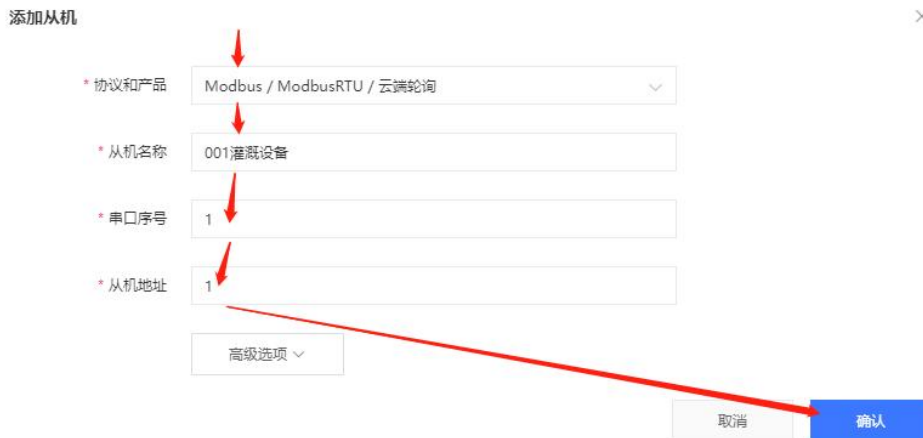 添加从机
* 协议和产品 Modbus / ModbusRTU / 云端轮询
* 从机名称 001灌溉设备
* 串口序号 1
* 从机地址 1
高级选项
取消 确认